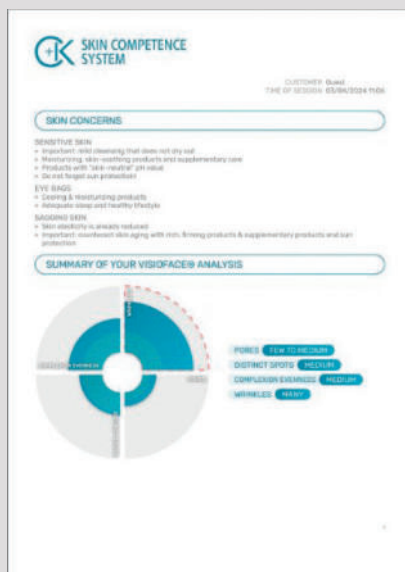 C+K SKIN COMPETENCE
SYSTEM
CUSTOMER: Guest
TIME OF SESSION: 03/04/2024 11:06
SKIN CONCERNS
SENSITIVE SKIN
» Important: mild cleansing that does not dry out
» Moisturizing, skin-soothing products and supplementary care
» Products with "skin-neutral" pH value
» Do not forget sun protection!
EYE BAGS
» Cooling & moisturizing products
» Adequate sleep and healthy lifestyle
SAGGING SKIN
» Skin elasticity is already reduced
» Important: counteract skin aging with rich, firming products & supplementary products and sun
protection
SUMMARY OF YOUR VISIOFACE® ANALYSIS
WRINKLES
COMPLEXION EVENNESS
PORES
PORES FEW TO MEDIUM
DISTINCT SPOTS MEDIUM
COMPLEXION EVENNESS MEDIUM
WRINKLES MANY